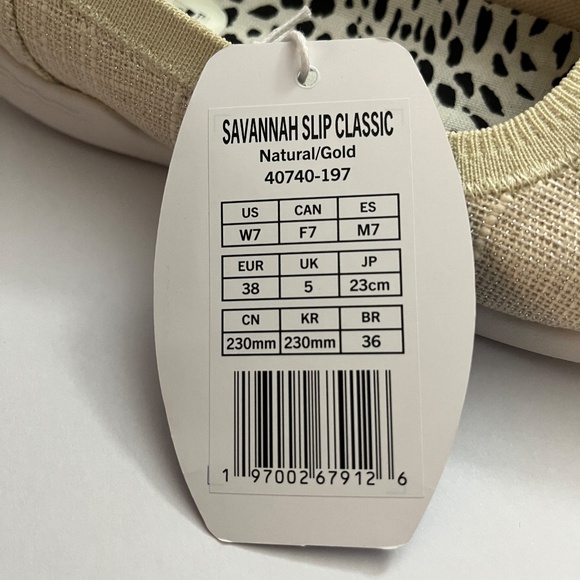 SAVANNAH SLIP CLASSIC
Natural/Gold
40740-197
US CAN ES
W7 F7 M7
EUR UK JP
38 5 23cm
CN KR BR
230mm 230mm 36
1 97002 67912 6